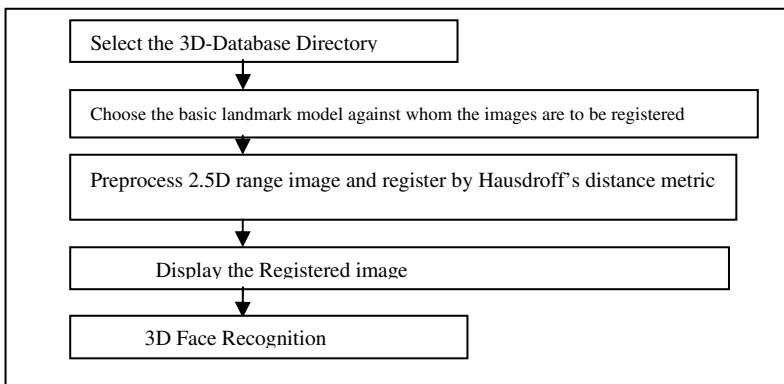 Select the 3D-Database Directory
Choose the basic landmark model against whom the images are to be registered
Preprocess 2.5D range image and register by Hausdroff’s distance metric
Display the Registered image
3D Face Recognition